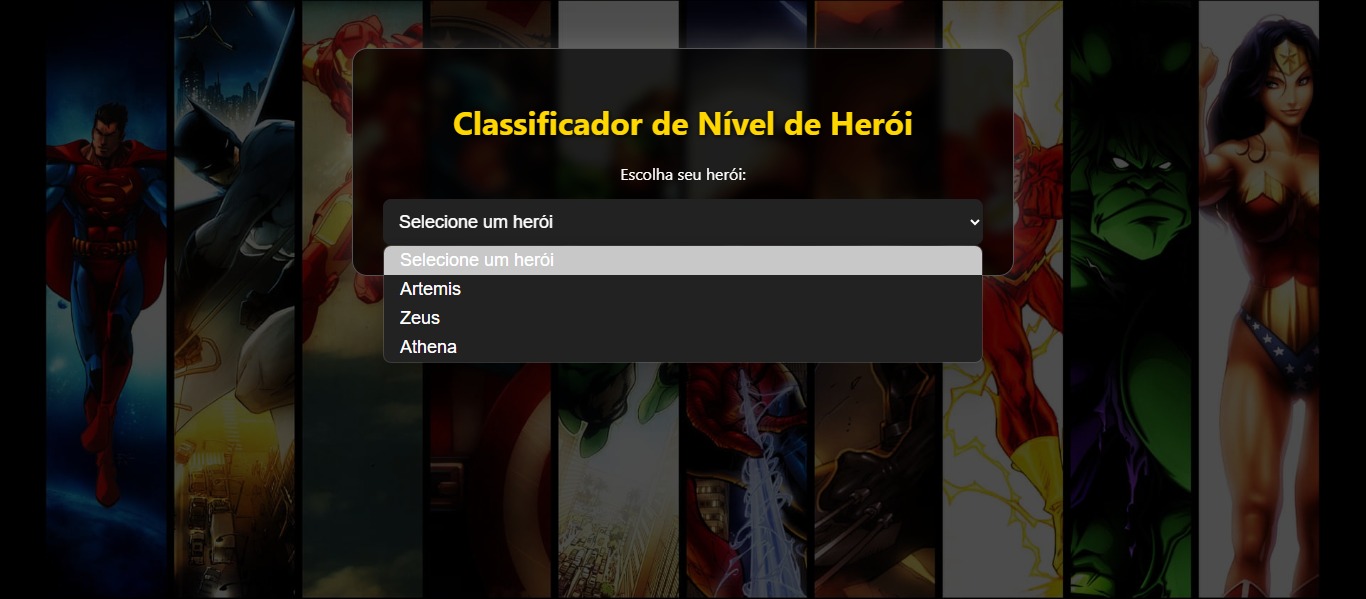 Classificador de Nível de Herói
Escolha seu herói:
Selecione um herói
Selecione um herói
Artemis
Zeus
Athena